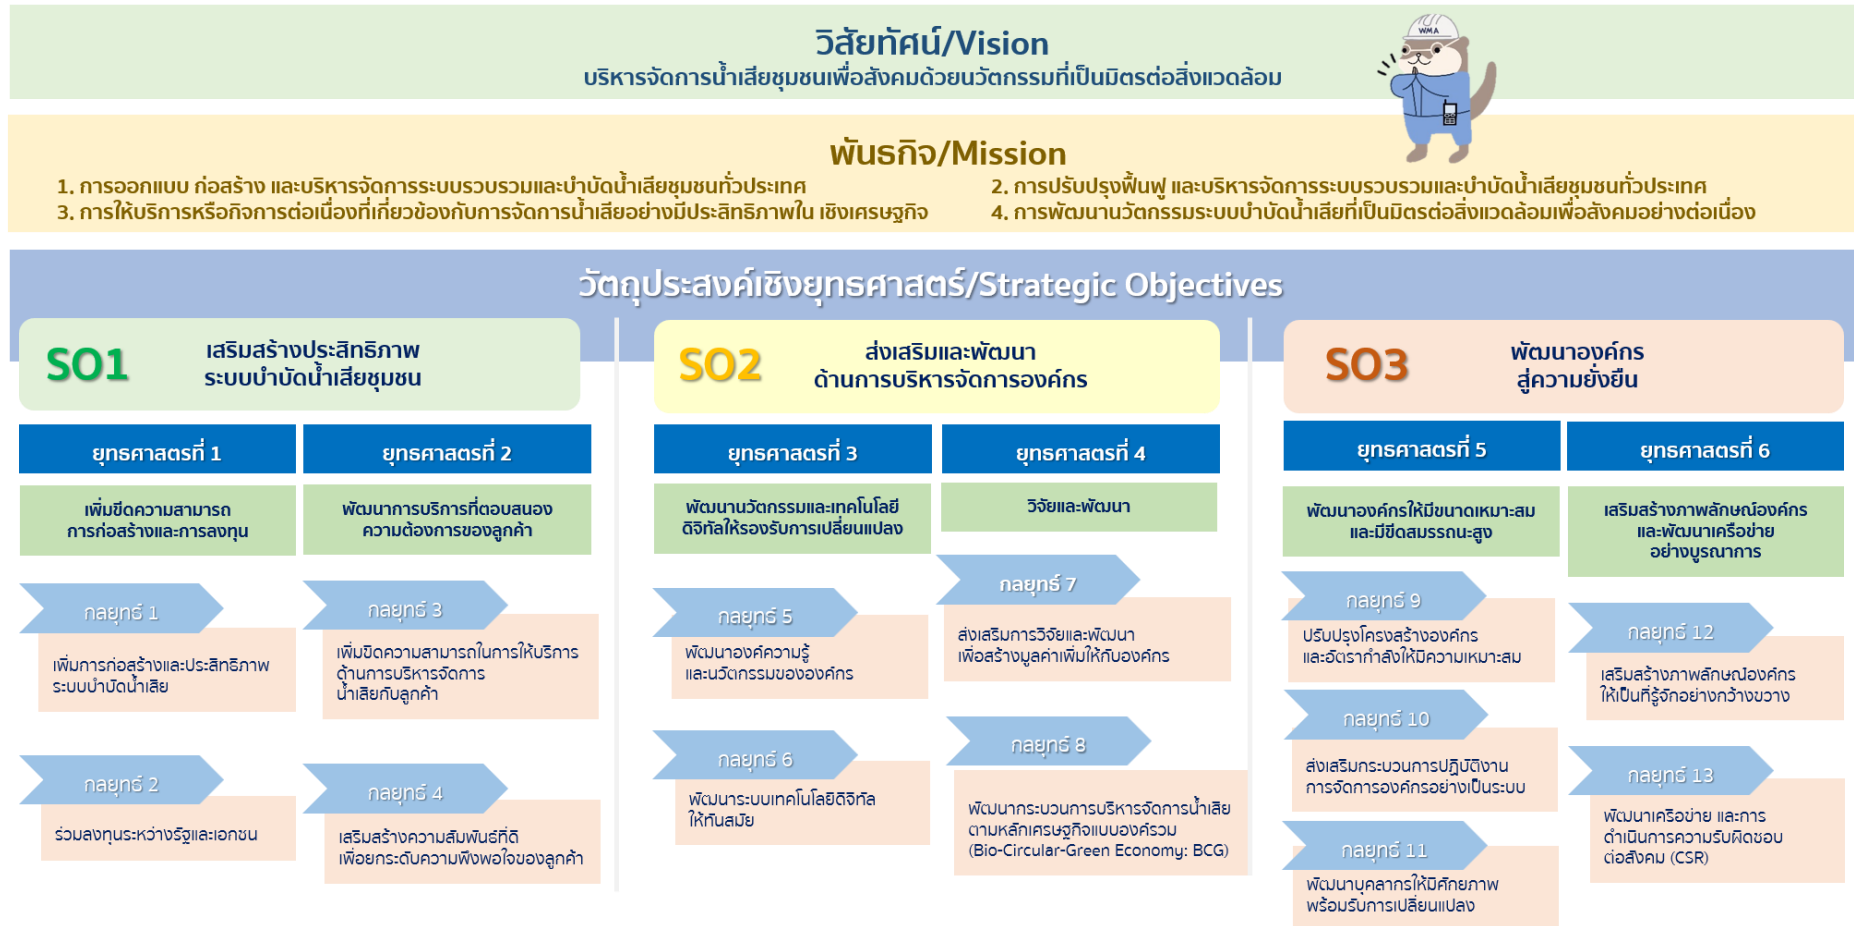 วิสัยทัศน์/Vision
บริหารจัดการน้ำเสียชุมชนเพื่อสังคมด้วยนวัตกรรมที่เป็นมิตรต่อสิ่งแวดล้อม
WMA
พันธกิจ/Mission
1. การออกแบบ ก่อสร้าง และบริหารจัดการระบบรวบรวมและบำบัดน้ำเสียชุมชนทั่วประเทศ
2. การปรับปรุงฟื้นฟู และบริหารจัดการระบบรวบรวมและบำบัดน้ำเสียชุมชนทั่วประเทศ
3. การให้บริการหรือกิจการต่อเนื่องที่เกี่ยวข้องกับการจัดการน้ำเสียอย่างมีประสิทธิภาพใน เชิงเศรษฐกิจ
4. การพัฒนานวัตกรรมระบบบำบัดน้ำเสียที่เป็นมิตรต่อสิ่งแวดล้อมเพื่อสังคมอย่างต่อเนื่อง
วัตถุประสงค์เชิงยุทธศาสตร์/Strategic Objectives
SO1
เสริมสร้างประสิทธิภาพ
ระบบบำบัดน้ำเสียชุมชน
ยุทธศาสตรที่ 1
เพิ่มขีดความสามารถ
การก่อสร้างและการลงทุน
กลยุทธ์ 1
เพิ่มการก่อสร้างและประสิทธิภาพ
ระบบบำบัดน้ำเสีย
กลยุทธ์ 2
ร่วมลงทุนระหว่างรัฐและเอกชน
ยุทธศาสตรที่ 2
พัฒนาการบริการที่ตอบสนอง
ความต้องการของลูกค้า
กลยุทธ์ 3
เพิ่มขีดความสามารถในการให้บริการ
ด้านการบริหารจัดการ
น้ำเสียกับลูกค้า
กลยุทธ์ 4
เสริมสร้างความสัมพันธ์ที่ดี
เพื่อยกระดับความพึงพอใจของลูกค้า
SO2
ส่งเสริมและพัฒนา
ด้านการบริหารจัดการองค์กร
ยุทธศาสตรที่ 3
พัฒนานวัตกรรมและเทคโนโลยี
ดิจิทัลให้รองรับการเปลี่ยนแปลง
กลยุทธ์ 5
พัฒนาองค์ความรู้
และนวัตกรรมขององค์กร
กลยุทธ์ 6
พัฒนาระบบเทคโนโลยีดิจิทัล
ให้ทันสมัย
ยุทธศาสตรที่ 4
วิจัยและพัฒนา
กลยุทธ์ 7
ส่งเสริมการวิจัยและพัฒนา
เพื่อสร้างมูลค่าเพิ่มให้กับองค์กร
กลยุทธ์ 8
พัฒนากระบวนการบริหารจัดการน้ำเสีย
ตามหลักเศรษฐกิจแบบองค์รวม
(Bio-Circular-Green Economy: BCG)
SO3
พัฒนาองค์กร
สู่ความยั่งยืน
ยุทธศาสตรที่ 5
พัฒนาองค์กรให้มีขนาดเหมาะสม
และมีขีดสมรรถนะสูง
กลยุทธ์ 9
ปรับปรุงโครงสร้างองค์กร
และอัตรากำลังให้มีความเหมาะสม
กลยุทธ์ 10
ส่งเสริมกระบวนการปฏิบัติงาน
การจัดการองค์กรอย่างเป็นระบบ
กลยุทธ์ 11
พัฒนาบุคลากรให้มีศักยภาพ
พร้อมรับการเปลี่ยนแปลง
ยุทธศาสตรที่ 6
เสริมสร้างภาพลักษณ์องค์กร
และพัฒนาเครือข่าย
อย่างบูรณาการ
กลยุทธ์ 12
เสริมสร้างภาพลักษณ์องค์กร
ให้เป็นที่รู้จักอย่างกว้างขวาง
กลยุทธ์ 13
พัฒนาเครือข่าย และการ
ดำเนินการความรับผิดชอบ
ต่อสังคม (CSR)